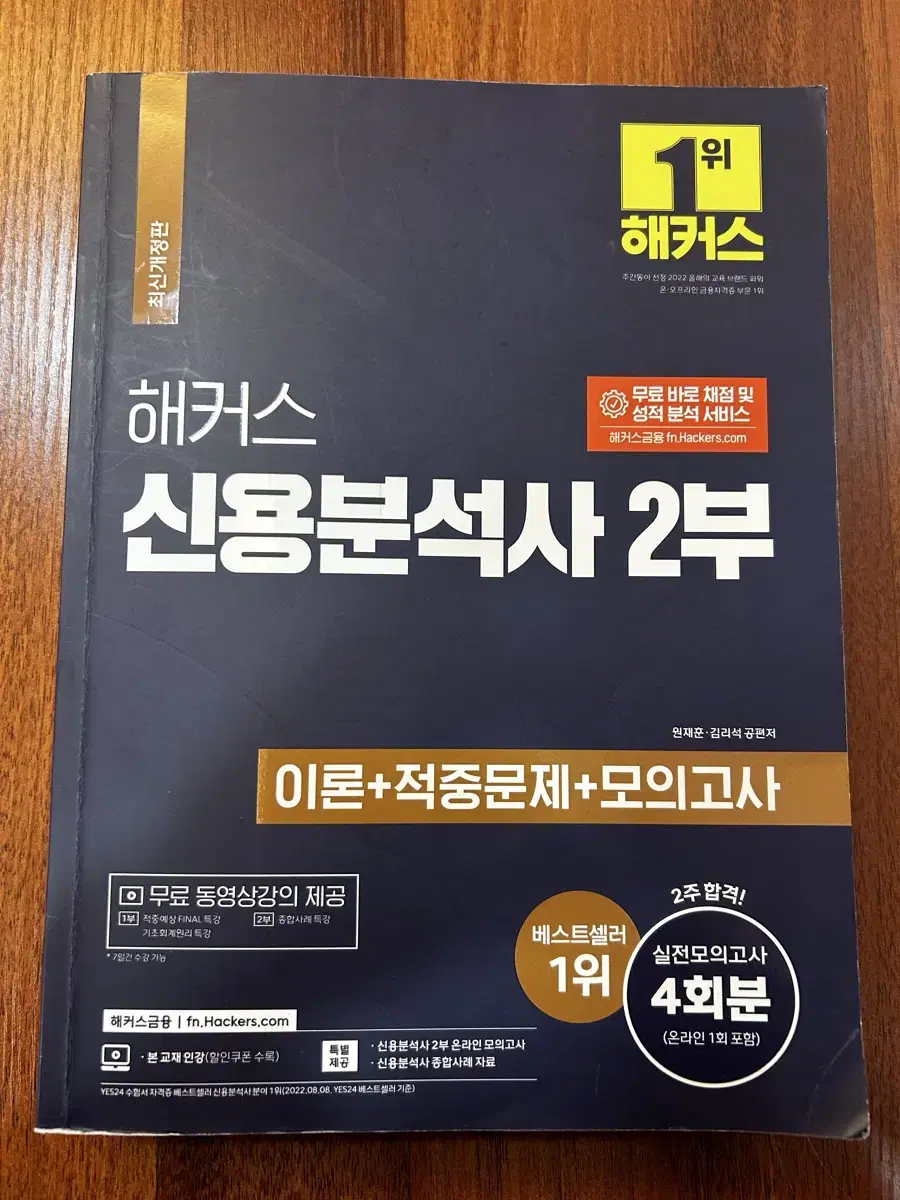 최신개정판
1위
해커스
주간동아 선정 2022 올해의 교육 브랜드 파워
온·오프라인 금융자격증 부문 1위
무료 바로 채점 및
성적 분석 서비스
해커스금융 fn.Hackers.com
해커스
신용분석사 2부
원재훈·김리석 공편저
이론+적중문제+모의고사
무료 동영상강의 제공
1부 적중예상 FINAL 특강
기초회계원리 특강
2부 종합사례 특강
* 7일간 수강 가능
베스트셀러
1위
2주 합격!
실전모의고사
4회분
(온라인 1회 포함)
해커스금융 | fn.Hackers.com
· 본 교재 인강(할인쿠폰 수록)
특별
제공
· 신용분석사 2부 온라인 모의고사
· 신용분석사 종합사례 자료
YES24 수험서 자격증 베스트셀러 신용분석사 분야 1위(2022.08.08. YES24 베스트셀러 기준)